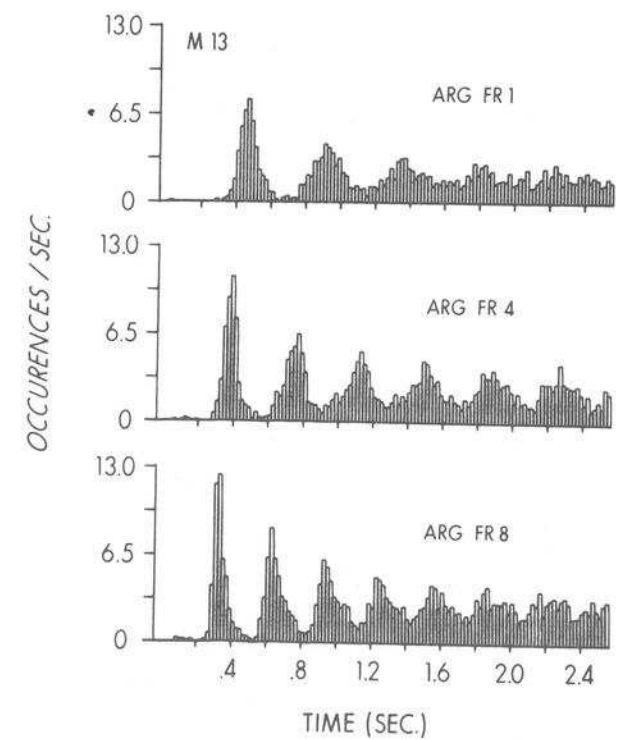 13.0
M 13
ARG FR 1
6.5
0
13.0
ARG FR 4
6.5
0
13.0
ARG FR 8
6.5
0
.4 .8 1.2 1.6 2.0 2.4
TIME (SEC.)
OCCURENCES / SEC.